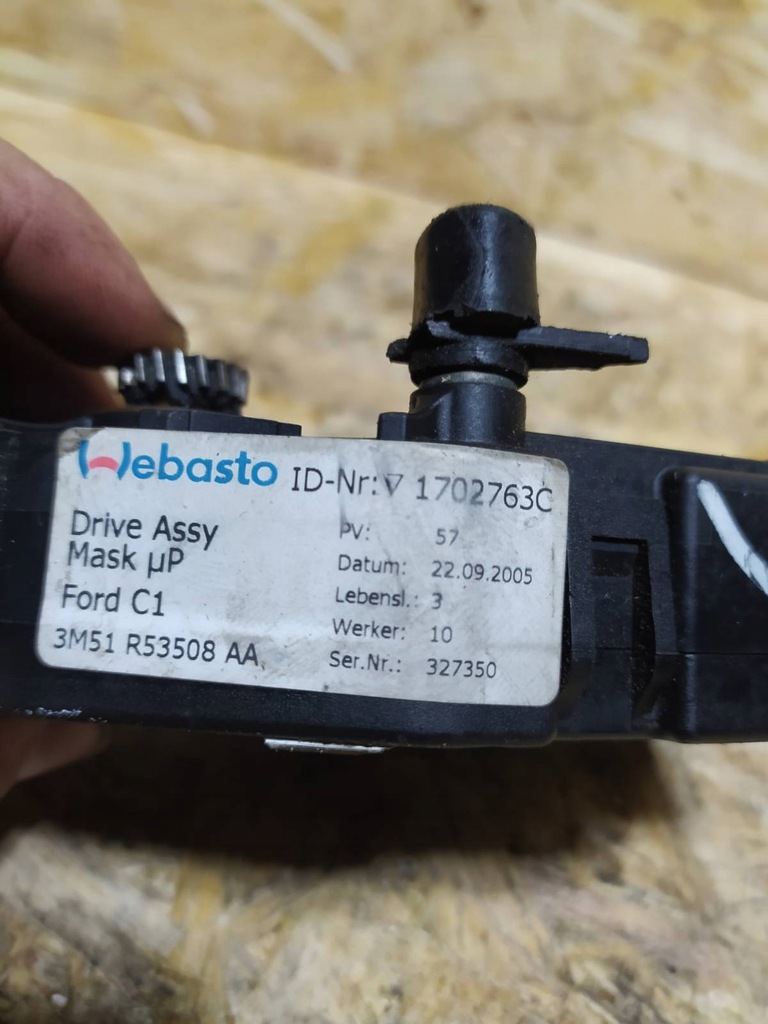 Webasto ID-Nr:▽ 1702763C
Drive Assy
Mask µP
Ford C1
3M51 R53508 AA
PV: 57
Datum: 22.09.2005
Lebensl.: 3
Werker: 10
Ser.Nr.: 327350